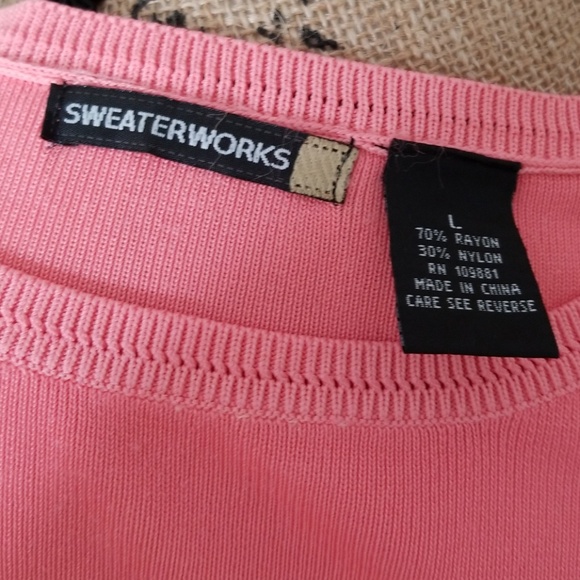 SWEATERWORKS
L
70% RAYON
30% NYLON
RN 109881
MADE IN CHINA
CARE SEE REVERSE